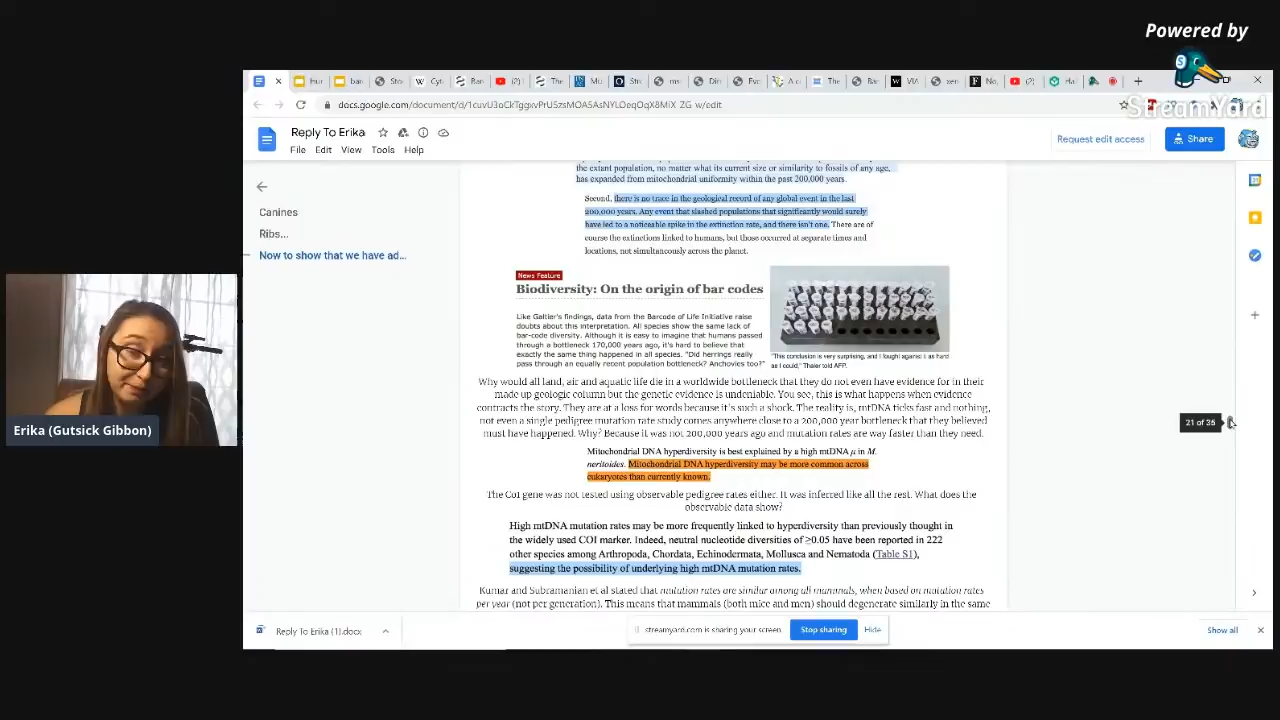 Powered by
StreamYard
docs.google.com/document/d/
w/edit
Reply To Erika
Request edit access
Share
File Edit View Tools Help
the extant population, no matter what its current size or similarity to fossils of any age,
has expanded from mitochondrial uniformity within the past 200,000 years.
Canines
Ribs...
Now to show that we have ad...
Second, there is no trace in the geological record of any global event in the last
200,000 years. Any event that slashed populations that significantly would surely
have led to a noticeable spike in the extinction rate, and there isn't one. There are of
course the extinctions linked to humans, but those occurred at separate times and
locations, not simultaneously across the planet.
News Feature
Biodiversity: On the origin of bar codes
Like Galtier's findings, data from the Barcode of Life Initiative raise
doubts about this interpretation. All species show the same lack of
bar-code diversity. Although it is easy to imagine that humans passed
through a bottleneck 170,000 years ago, it's hard to believe that
exactly the same thing happened in all species. "Did herrings really
pass through an equally recent population bottleneck? Anchovies too?"
"This conclusion is very surprising, and I fought against it as hard
as I could," Thaler told AFP.
Why would all land, air and aquatic life die in a worldwide bottleneck that they do not even have evidence for in their
made up geologic column but the genetic evidence is undeniable. You see, this is what happens when evidence
contracts the story. They are at a loss for words because it's such a shock. The reality is, mtDNA ticks fast and nothing,
not even a single pedigree mutation rate study comes anywhere close to a 200,000 year bottleneck that they believed
must have happened. Why? Because it was not 200,000 years ago and mutation rates are way faster than they need.
21 of 35
Mitochondrial DNA hyperdiversity is best explained by a high mtDNA μ in M.
neritoides. Mitochondrial DNA hyperdiversity may be more common across
eukaryotes than currently known.
The Co1 gene was not tested using observable pedigree rates either. It was inferred like all the rest. What does the
observable data show?
High mtDNA mutation rates may be more frequently linked to hyperdiversity than previously thought in
the widely used COI marker. Indeed, neutral nucleotide diversities of ≥0.05 have been reported in 222
other species among Arthropoda, Chordata, Echinodermata, Mollusca and Nematoda (Table S1),
suggesting the possibility of underlying high mtDNA mutation rates.
Kumar and Subramanian et al stated that mutation rates are similar among all mammals, when based on mutation rates
per year (not per generation). This means that mammals (both mice and men) should degenerate similarly in the same
Erika (Gutsick Gibbon)
Reply To Erika (1).docx
streamyard.com is sharing your screen.
Stop sharing
Hide
Show all